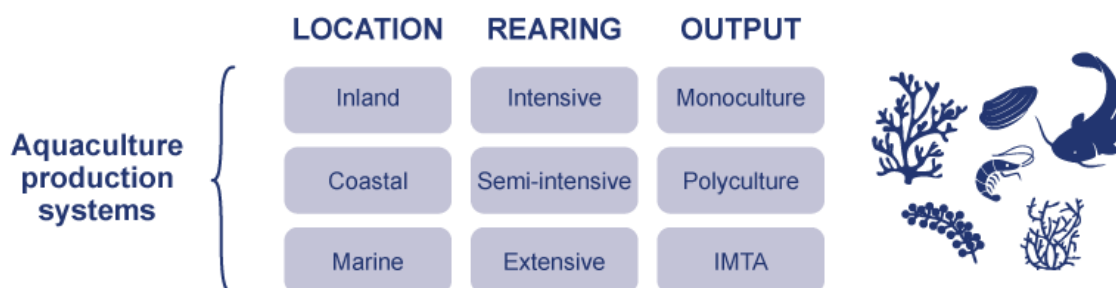 LOCATION REARING OUTPUT
Inland Intensive Monoculture
Aquaculture
production
systems
Coastal Semi-intensive Polyculture
Marine Extensive IMTA